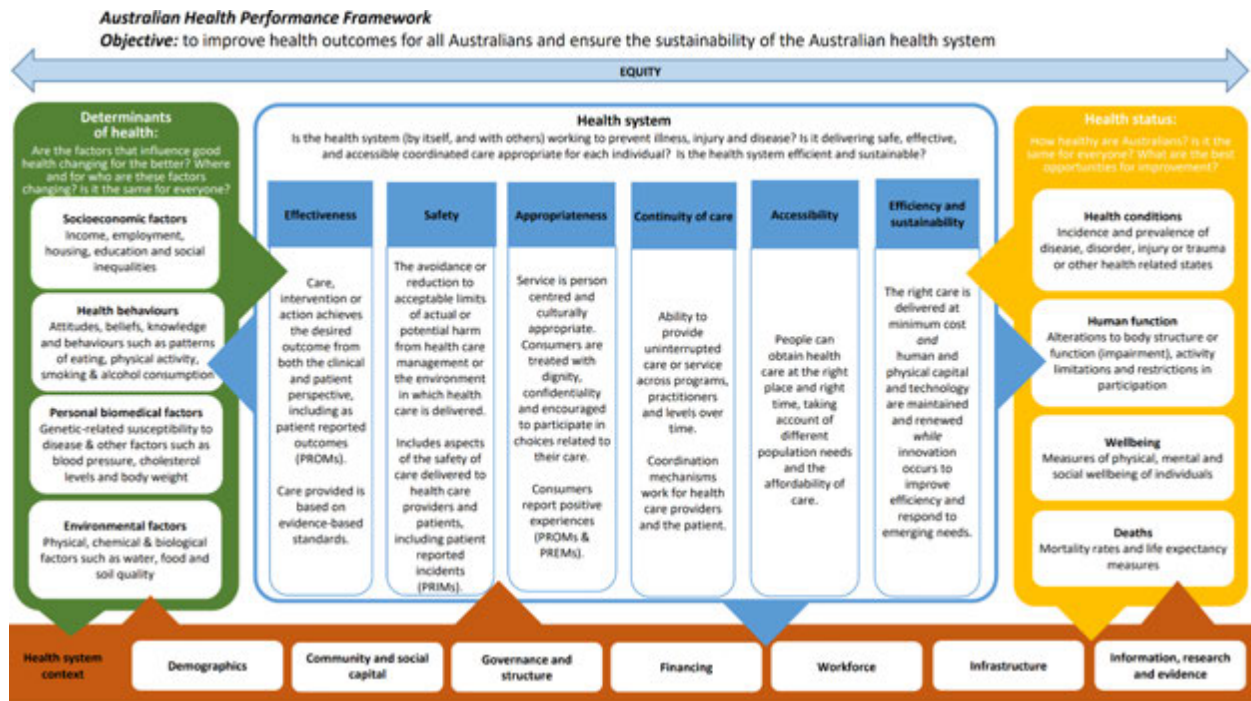 Australian Health Performance Framework
Objective: to improve health outcomes for all Australians and ensure the sustainability of the Australian health system
EQUITY
Determinants
of health:
Are the factors that influence good
health changing for the better? Where
and for who are these factors
changing? Is it the same for everyone?
Socioeconomic factors
Income, employment,
housing, education and social
inequalities
Health behaviours
Attitudes, beliefs, knowledge
and behaviours such as patterns
of eating, physical activity,
smoking & alcohol consumption
Personal biomedical factors
Genetic-related susceptibility to
disease & other factors such as
blood pressure, cholesterol
levels and body weight
Environmental factors
Physical, chemical & biological
factors such as water, food and
soil quality
Health system
Is the health system (by itself, and with others) working to prevent illness, injury and disease? Is it delivering safe, effective,
and accessible coordinated care appropriate for each individual? Is the health system efficient and sustainable?
Effectiveness
Care,
intervention or
action achieves
the desired
outcome from
both the clinical
and patient
perspective,
including as
patient reported
outcomes
(PROMs).
Care provided is
based on
evidence-based
standards.
Safety
The avoidance or
reduction to
acceptable limits
of actual or
potential harm
from health care
management or
the environment
in which health
care is delivered.
Includes aspects
of the safety of
care delivered to
health care
providers and
patients,
including patient
reported
incidents
(PRIMs).
Appropriateness
Service is person
centred and
culturally
appropriate.
Consumers are
treated with
dignity,
confidentiality
and encouraged
to participate in
choices related to
their care.
Consumers
report positive
experiences
(PROMs &
PREMs).
Continuity of care
Ability to
provide
uninterrupted
care or service
across programs,
practitioners
and levels over
time.
Coordination
mechanisms
work for health
care providers
and the patient.
Accessibility
People can
obtain health
care at the right
place and right
time, taking
account of
different
population needs
and the
affordability of
care.
Efficiency and
sustainability
The right care is
delivered at
minimum cost
and
human and
physical capital
and technology
are maintained
and renewed
while
innovation
occurs to
improve
efficiency and
respond to
emerging needs.
Health status:
How healthy are Australians? Is it the
same for everyone? What are the best
opportunities for improvement?
Health conditions
Incidence and prevalence of
disease, disorder, injury or trauma
or other health related states
Human function
Alterations to body structure or
function (impairment), activity
limitations and restrictions in
participation
Wellbeing
Measures of physical, mental and
social wellbeing of individuals
Deaths
Mortality rates and life expectancy
measures
Health system
context
Demographics
Community and social
capital
Governance and
structure
Financing
Workforce
Infrastructure
Information, research
and evidence